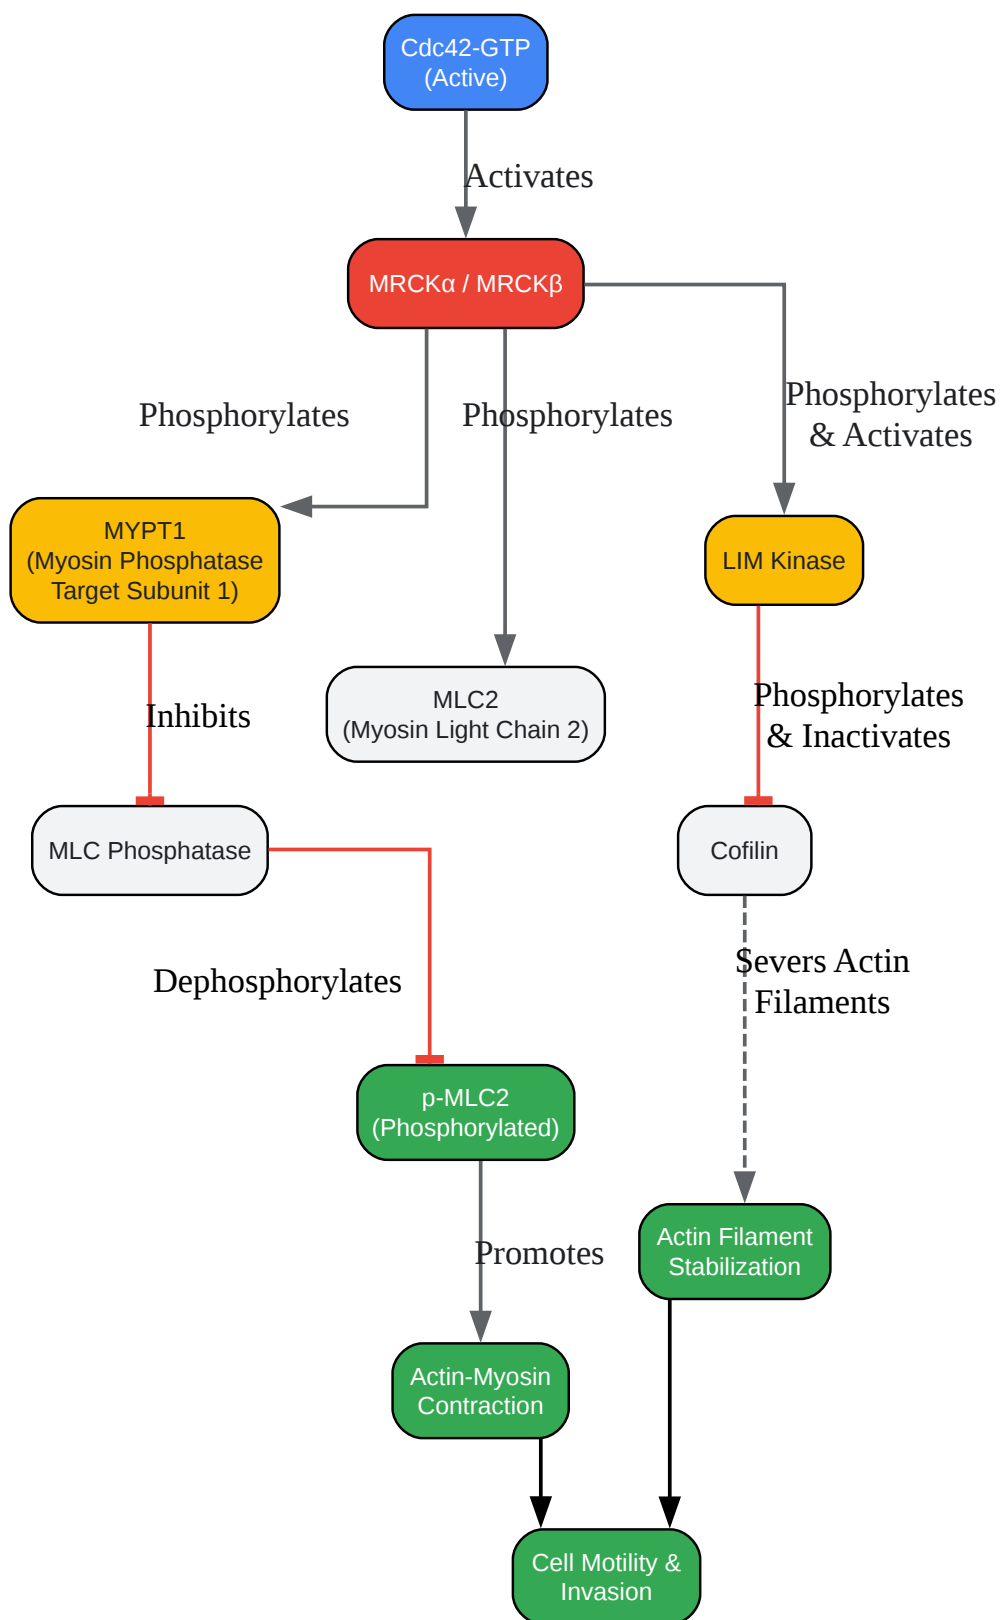 Cdc42-GTP
(Active)
Activates
MRCKα / MRCKβ
Phosphorylates
Phosphorylates
Phosphorylates
& Activates
MYPT1
(Myosin Phosphatase
Target Subunit 1)
LIM Kinase
Inhibits
MLC2
(Myosin Light Chain 2)
Phosphorylates
& Inactivates
MLC Phosphatase
Cofilin
Dephosphorylates
Severs Actin
Filaments
p-MLC2
(Phosphorylated)
Promotes
Actin Filament
Stabilization
Actin-Myosin
Contraction
Cell Motility &
Invasion